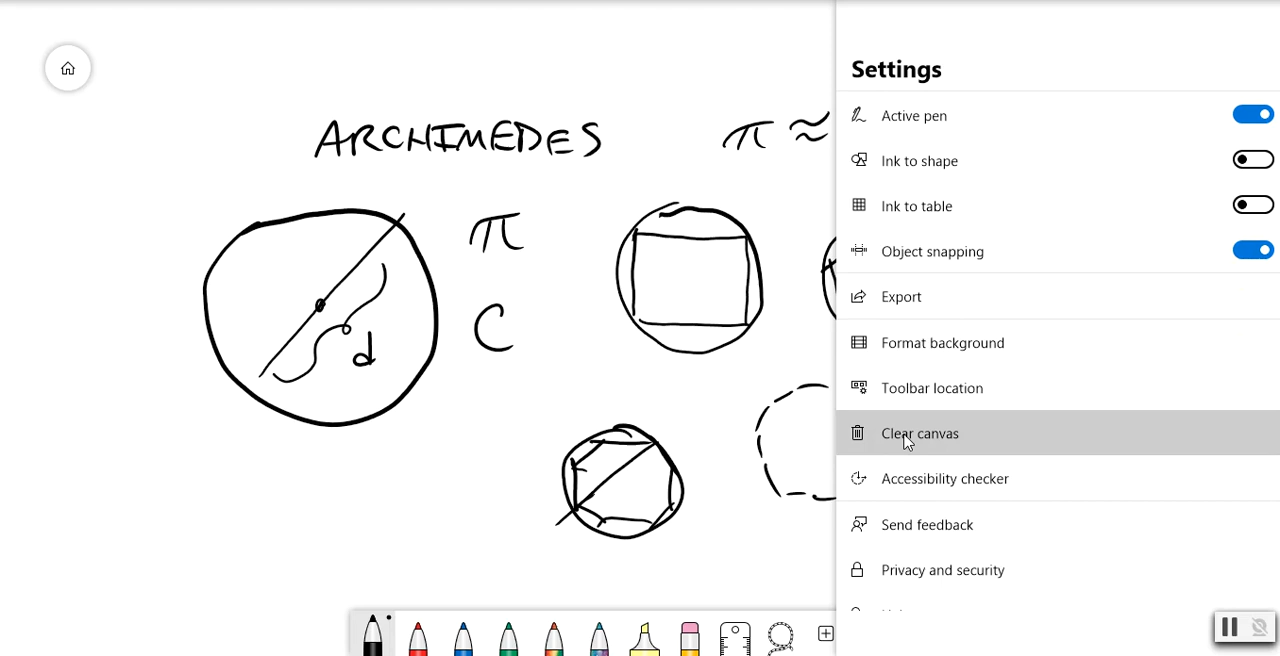 Settings
ARCHIMEDES π ≈
Active pen
Ink to shape
Ink to table
π
Object snapping
Export
C
d
Format background
Toolbar location
Clear canvas
Accessibility checker
Send feedback
Privacy and security